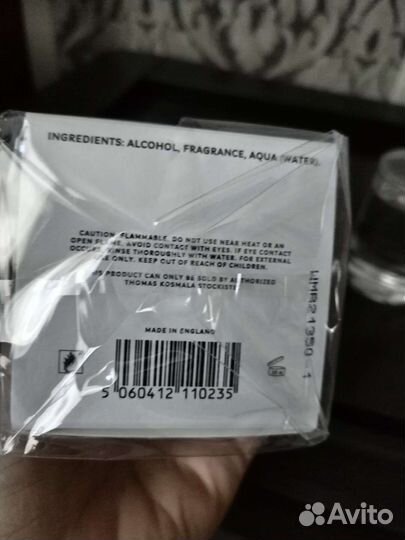 INGREDIENTS: ALCOHOL, FRAGRANCE, AQUA (WATER).
CAUTION: FLAMMABLE. DO NOT USE NEAR HEAT OR AN
OPEN FLAME. AVOID CONTACT WITH EYES. IF EYE CONTACT
OCCURS, RINSE THOROUGHLY WITH WATER. FOR EXTERNAL
USE ONLY. KEEP OUT OF REACH OF CHILDREN.
THIS PRODUCT CAN ONLY BE SOLD BY AUTHORIZED
THOMAS KOSMALA STOCKISTS
MADE IN ENGLAND
5 060412 110235
Avito